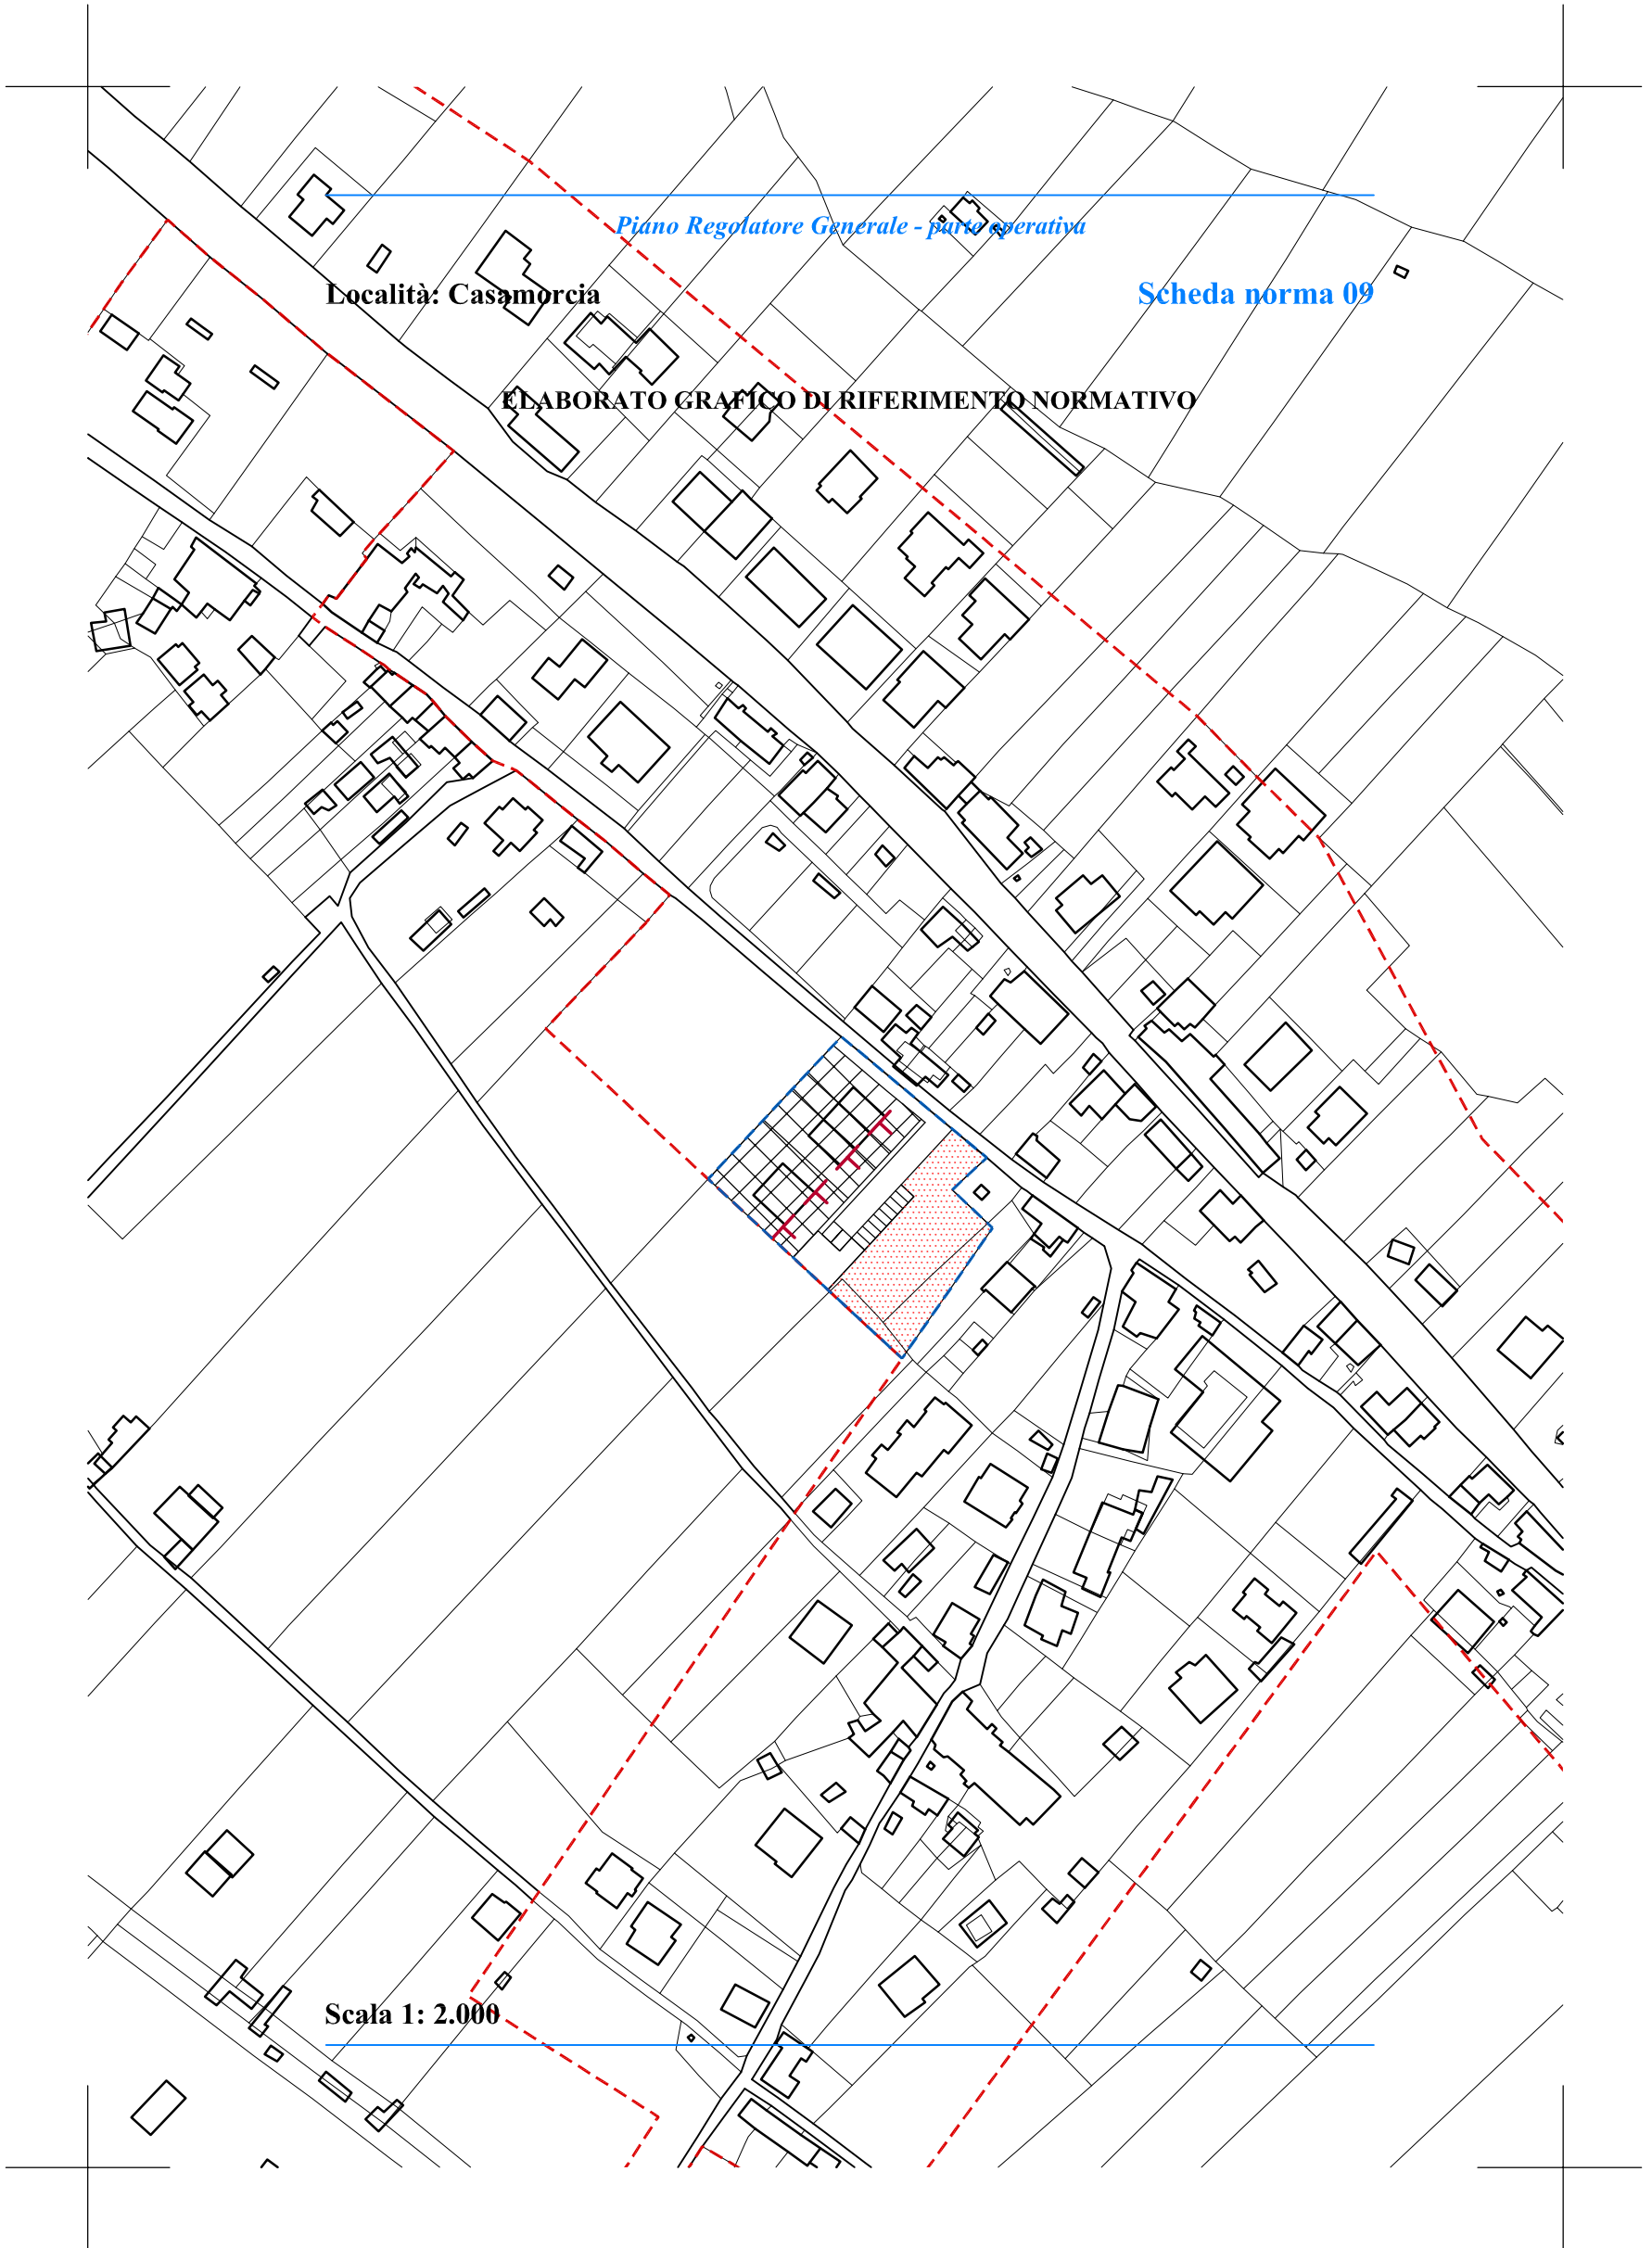 Piano Regolatore Generale - parte operativa
Località: Casamorcia
Scheda norma 09
ELABORATO GRAFICO DI RIFERIMENTO NORMATIVO
Scala 1: 2.000